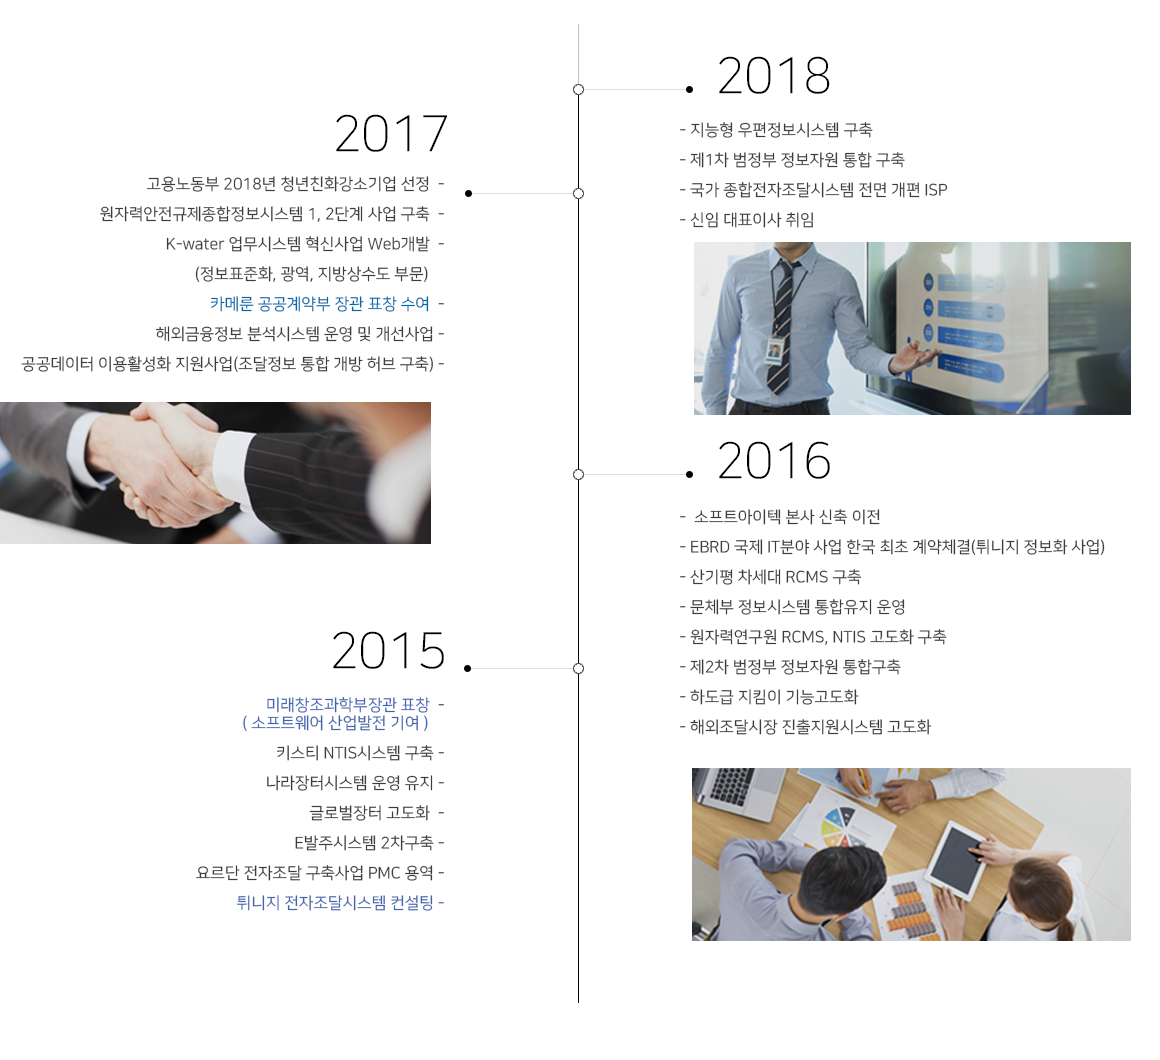 2018
- 지능형 우편정보시스템 구축
- 제1차 범정부 정보자원 통합 구축
- 국가 종합전자조달시스템 전면 개편 ISP
- 신임 대표이사 취임
2017
고용노동부 2018년 청년친화강소기업 선정 -
원자력안전규제종합정보시스템 1, 2단계 사업 구축 -
K-water 업무시스템 혁신사업 Web개발 -
(정보표준화, 광역, 지방상수도 부문)
카메룬 공공계약부 장관 표창 수여 -
해외금융정보 분석시스템 운영 및 개선사업 -
공공데이터 이용활성화 지원사업(조달정보 통합 개방 허브 구축) -
2016
- 소프트아이텍 본사 신축 이전
- EBRD 국제 IT분야 사업 한국 최초 계약체결(튀니지 정보화 사업)
- 산기평 차세대 RCMS 구축
- 문체부 정보시스템 통합유지 운영
- 원자력연구원 RCMS, NTIS 고도화 구축
- 제2차 범정부 정보자원 통합구축
- 하도급 지킴이 기능고도화
- 해외조달시장 진출지원시스템 고도화
2015
미래창조과학부장관 표창 -
( 소프트웨어 산업발전 기여 )
키스티 NTIS시스템 구축 -
나라장터시스템 운영 유지 -
글로벌장터 고도화 -
E발주시스템 2차구축 -
요르단 전자조달 구축사업 PMC 용역 -
튀니지 전자조달시스템 컨설팅 -